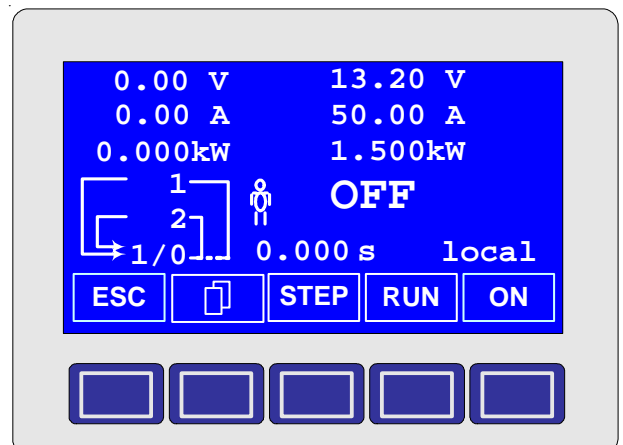 0.00 V 13.20 V
0.00 A 50.00 A
0.000kW 1.500kW
1 OFF
2
1/0 0.000 s local
ESC STEP RUN ON